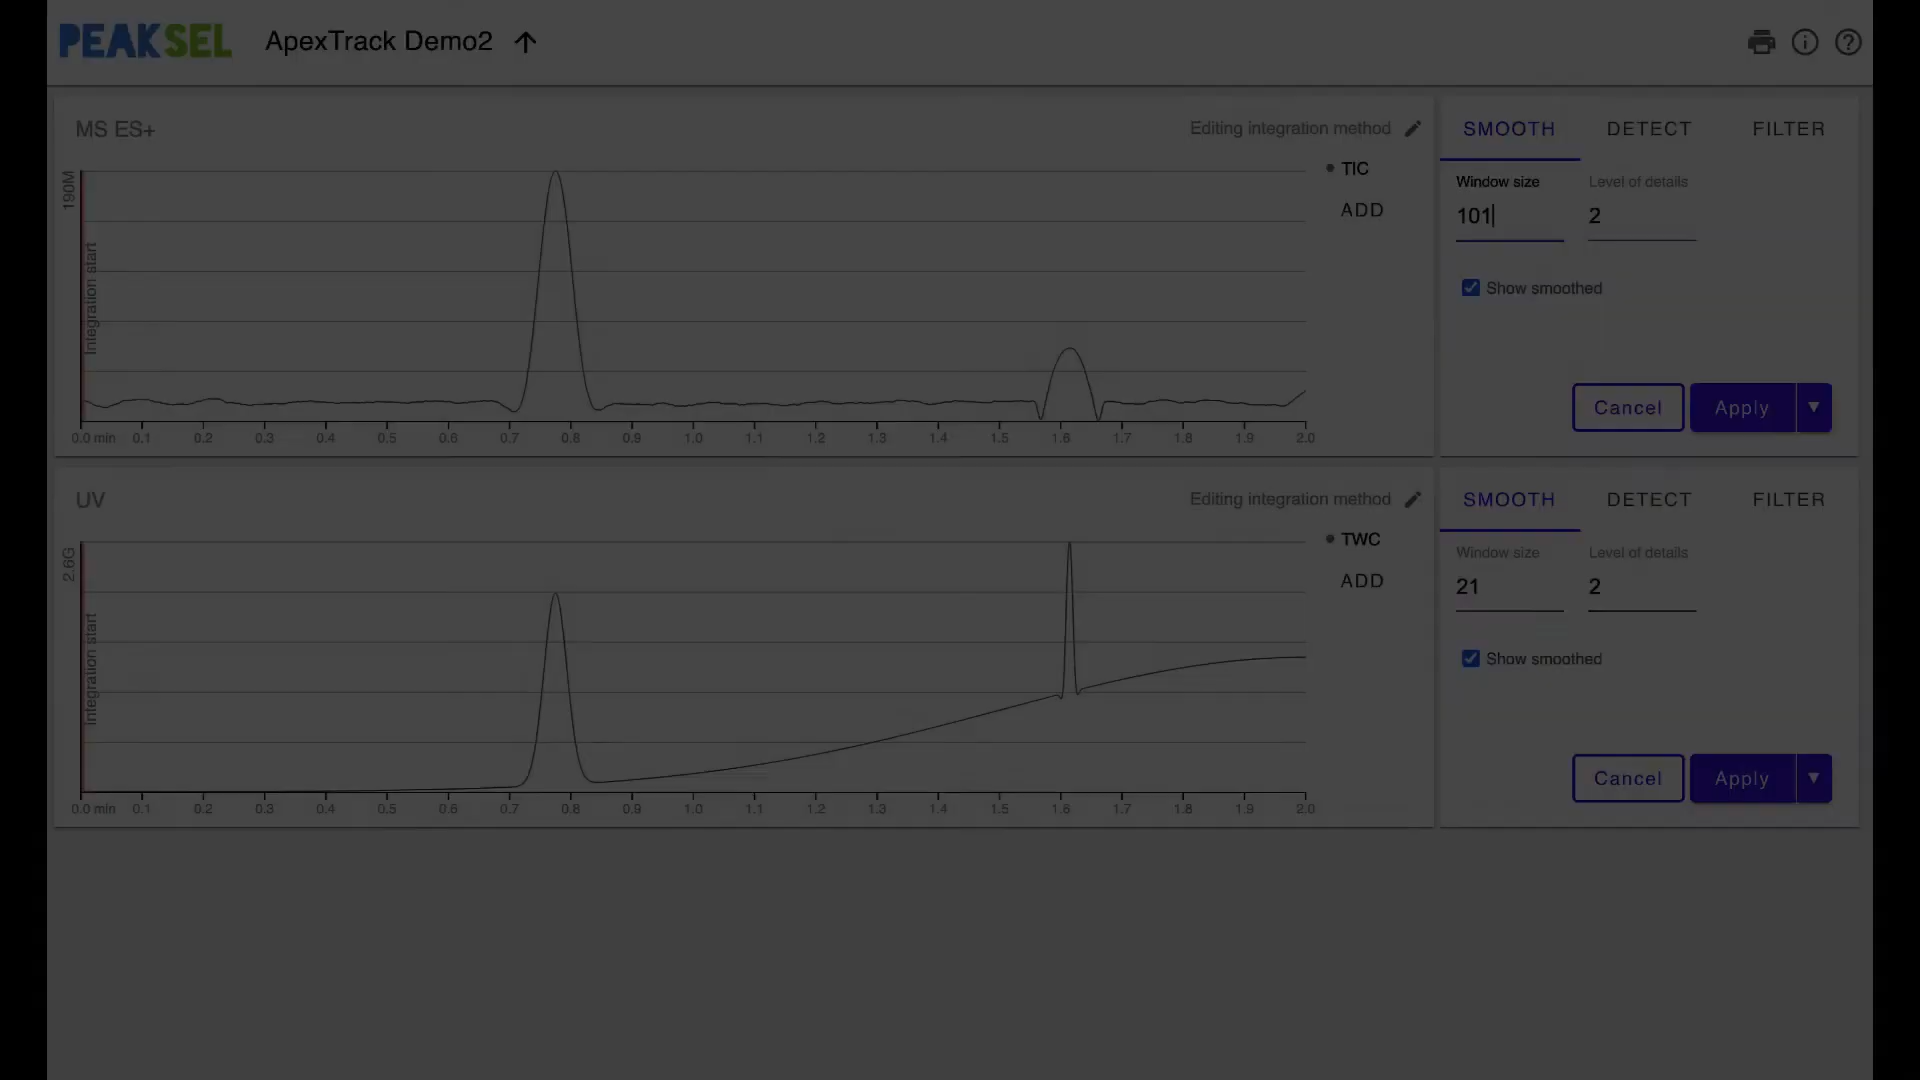 PEAKSEL ApexTrack Demo2
MS ES+
Editing integration method
SMOOTH DETECT FILTER
190M
Integration start
TIC
ADD
Window size Level of details
101 2
Show smoothed
Cancel Apply
0.0 min 0.1 0.2 0.3 0.4 0.5 0.6 0.7 0.8 0.9 1.0 1.1 1.2 1.3 1.4 1.5 1.6 1.7 1.8 1.9 2.0
UV
Editing integration method
SMOOTH DETECT FILTER
2.6G
Integration start
TWC
ADD
Window size Level of details
21 2
Show smoothed
Cancel Apply
0.0 min 0.1 0.2 0.3 0.4 0.5 0.6 0.7 0.8 0.9 1.0 1.1 1.2 1.3 1.4 1.5 1.6 1.7 1.8 1.9 2.0